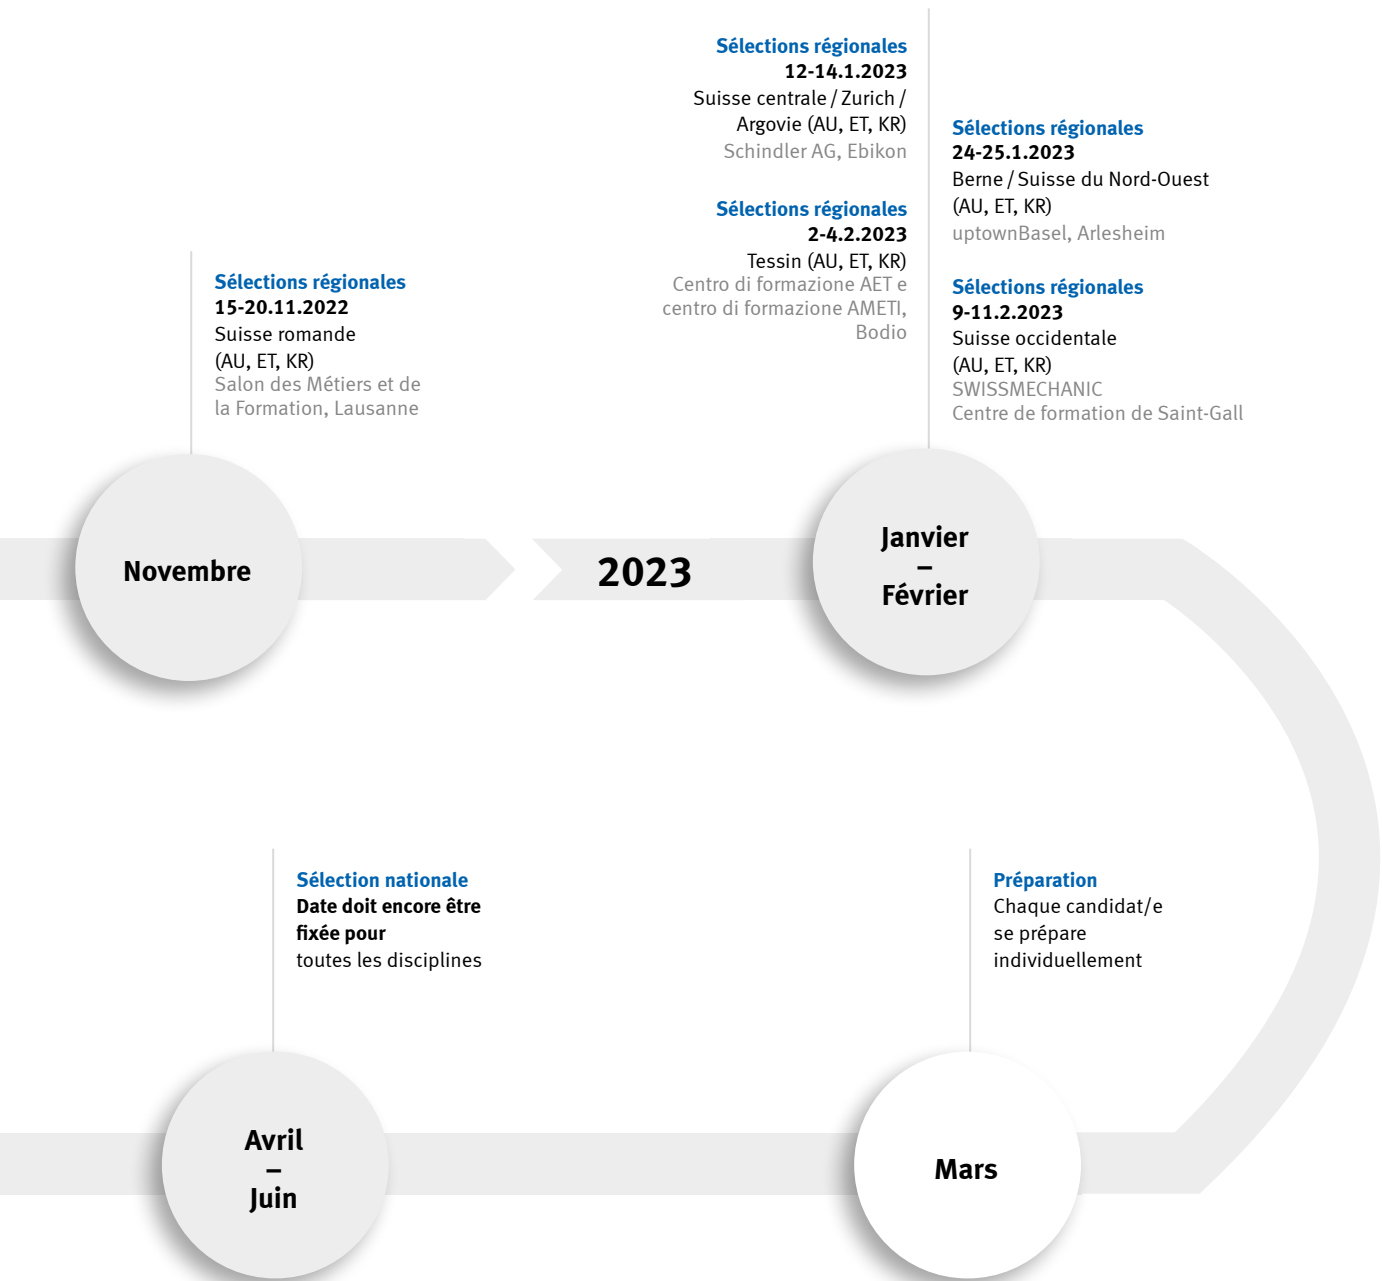 Sélections régionales
15-20.11.2022
Suisse romande
(AU, ET, KR)
Salon des Métiers et de
la Formation, Lausanne
Novembre
2023
Sélections régionales
12-14.1.2023
Suisse centrale / Zurich /
Argovie (AU, ET, KR)
Schindler AG, Ebikon
Sélections régionales
2-4.2.2023
Tessin (AU, ET, KR)
Centro di formazione AET e
centro di formazione AMETI,
Bodio
Sélections régionales
24-25.1.2023
Berne / Suisse du Nord-Ouest
(AU, ET, KR)
uptownBasel, Arlesheim
Sélections régionales
9-11.2.2023
Suisse occidentale
(AU, ET, KR)
SWISSMECHANIC
Centre de formation de Saint-Gall
Janvier
–
Février
Préparation
Chaque candidat/e
se prépare
individuellement
Mars
Sélection nationale
Date doit encore être
fixée pour
toutes les disciplines
Avril
–
Juin